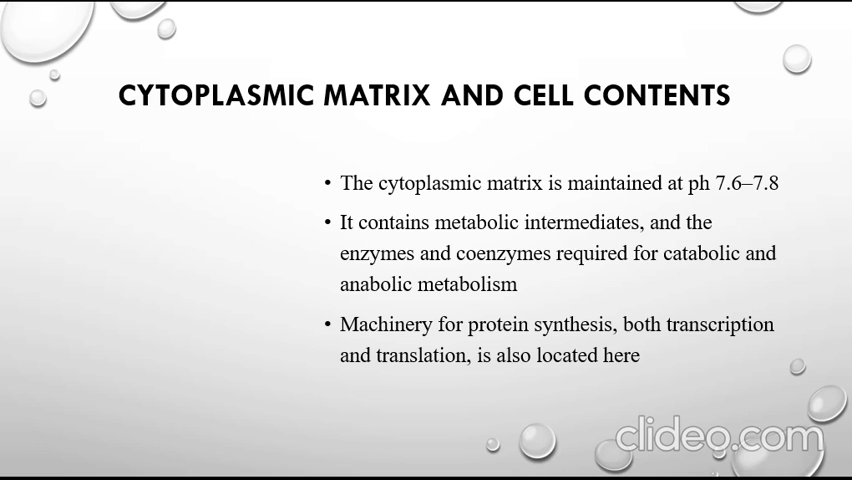 CYTOPLASMIC MATRIX AND CELL CONTENTS
• The cytoplasmic matrix is maintained at ph 7.6–7.8
• It contains metabolic intermediates, and the
enzymes and coenzymes required for catabolic and
anabolic metabolism
• Machinery for protein synthesis, both transcription
and translation, is also located here
clideo.com